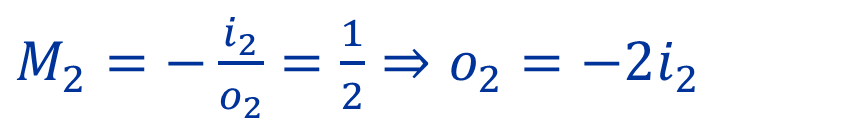 M₂ = −i₂/o₂ = 1/2 ⇒ o₂ = −2i₂